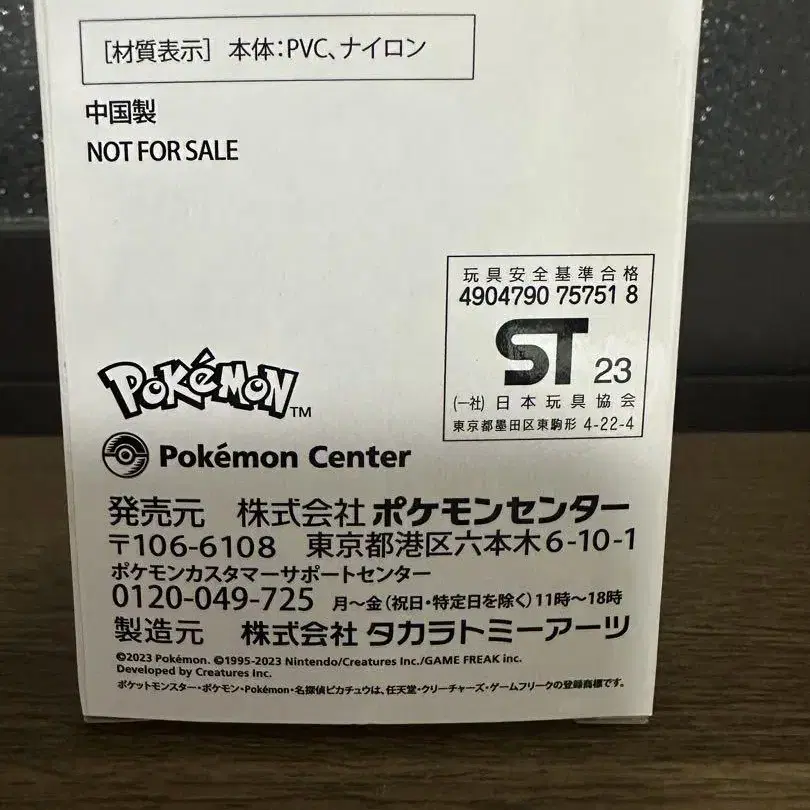 ［材質表示］ 本体：PVC、ナイロン
中国製
NOT FOR SALE
玩具安全基準合格
4904790 75751 8
ST 23
(一社) 日本玩具協会
東京都墨田区東駒形 4-22-4
POKéMON™
Pokémon Center
発売元 株式会社 ポケモンセンター
〒106-6108 東京都港区六本木6-10-1
ポケモンカスタマーサポートセンター
0120-049-725 月～金（祝日・特定日を除く）11時～18時
製造元 株式会社 タカラトミーアーツ
©2023 Pokémon. ©1995-2023 Nintendo/Creatures Inc./GAME FREAK inc.
Developed by Creatures Inc.
ポケットモンスター・ポケモン・Pokémon・名探偵ピカチュウは、任天堂・クリーチャーズ・ゲームフリークの登録商標です。